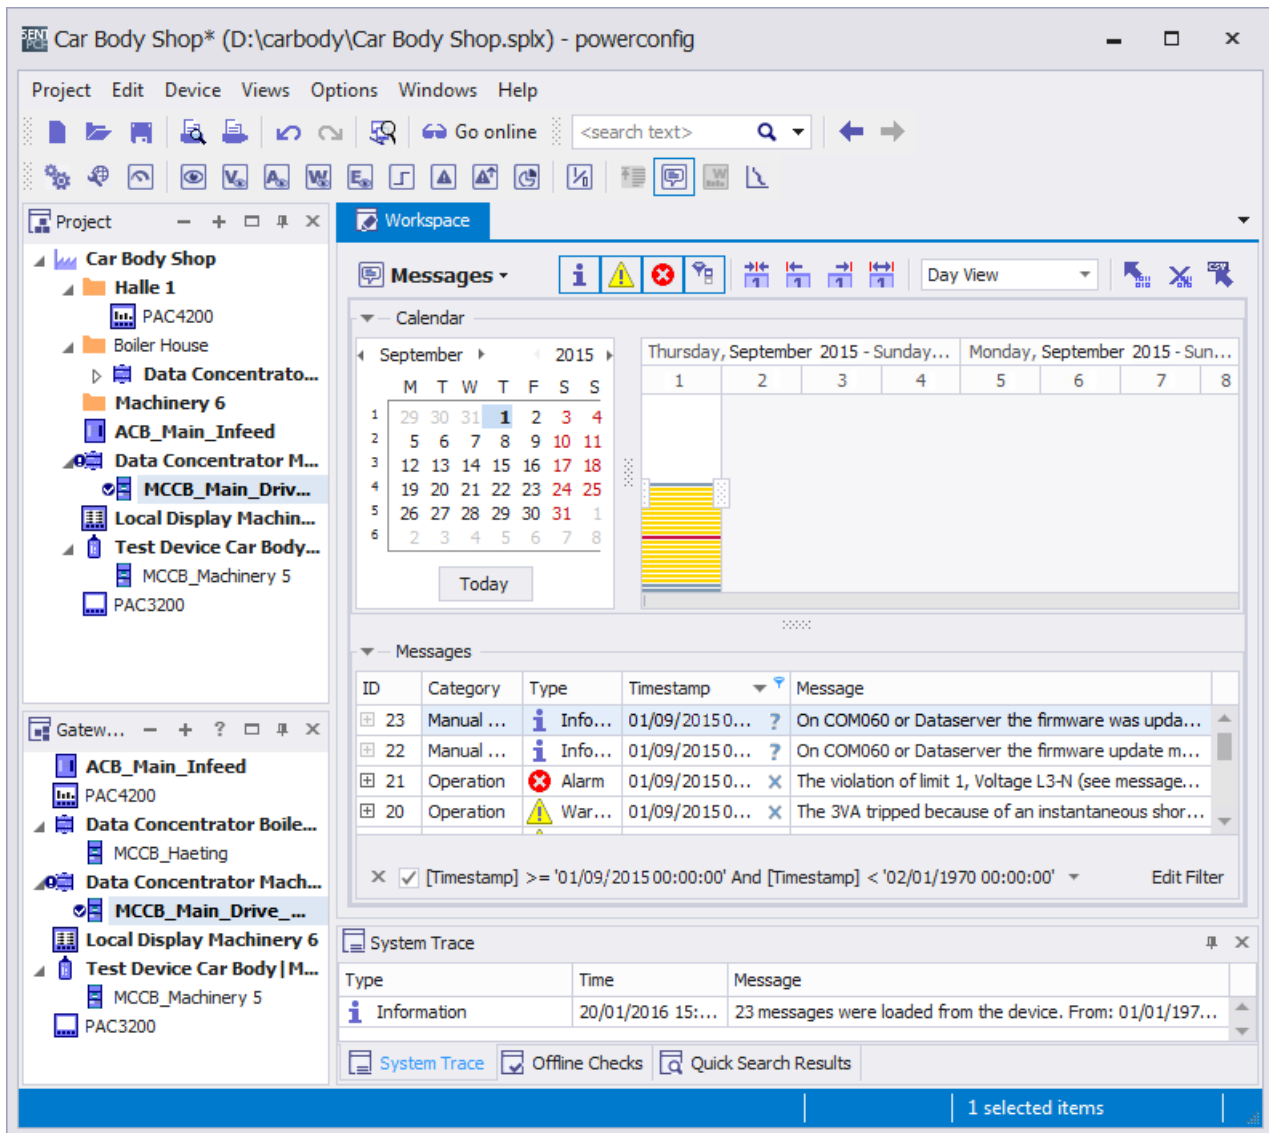 Car Body Shop* (D:\carbody\Car Body Shop.splx) - powerconfig
Project Edit Device Views Options Windows Help
Go online <search text>
Project
Car Body Shop
Halle 1
PAC4200
Boiler House
Data Concentrato...
Machinery 6
ACB_Main_Infeed
Data Concentrator M...
MCCB_Main_Driv...
Local Display Machin...
Test Device Car Body...
MCCB_Machinery 5
PAC3200
Gatew...
ACB_Main_Infeed
PAC4200
Data Concentrator Boile...
MCCB_Haeting
Data Concentrator Mach...
MCCB_Main_Drive_...
Local Display Machinery 6
Test Device Car Body|M...
MCCB_Machinery 5
PAC3200
Workspace
Messages Day View
Calendar
September 2015
M T W T F S S
1 29 30 31 1 2 3 4
2 5 6 7 8 9 10 11
3 12 13 14 15 16 17 18
4 19 20 21 22 23 24 25
5 26 27 28 29 30 31 1
6 2 3 4 5 6 7 8
Today
Thursday, September 2015 - Sunday... Monday, September 2015 - Sun...
1 2 3 4 5 6 7 8
Messages
ID Category Type Timestamp Message
23 Manual ... Info... 01/09/2015 0... ? On COM060 or Dataserver the firmware was upda...
22 Manual ... Info... 01/09/2015 0... ? On COM060 or Dataserver the firmware update m...
21 Operation Alarm 01/09/2015 0... The violation of limit 1, Voltage L3-N (see message...
20 Operation War... 01/09/2015 0... The 3VA tripped because of an instantaneous shor...
[Timestamp] >= '01/09/2015 00:00:00' And [Timestamp] < '02/01/1970 00:00:00' Edit Filter
System Trace
Type Time Message
Information 20/01/2016 15:... 23 messages were loaded from the device. From: 01/01/197...
System Trace Offline Checks Quick Search Results
1 selected items